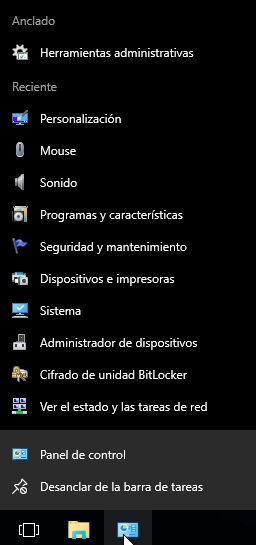 Anclado
Herramientas administrativas
Reciente
Personalización
Mouse
Sonido
Programas y características
Seguridad y mantenimiento
Dispositivos e impresoras
Sistema
Administrador de dispositivos
Cifrado de unidad BitLocker
Ver el estado y las tareas de red
Panel de control
Desanclar de la barra de tareas